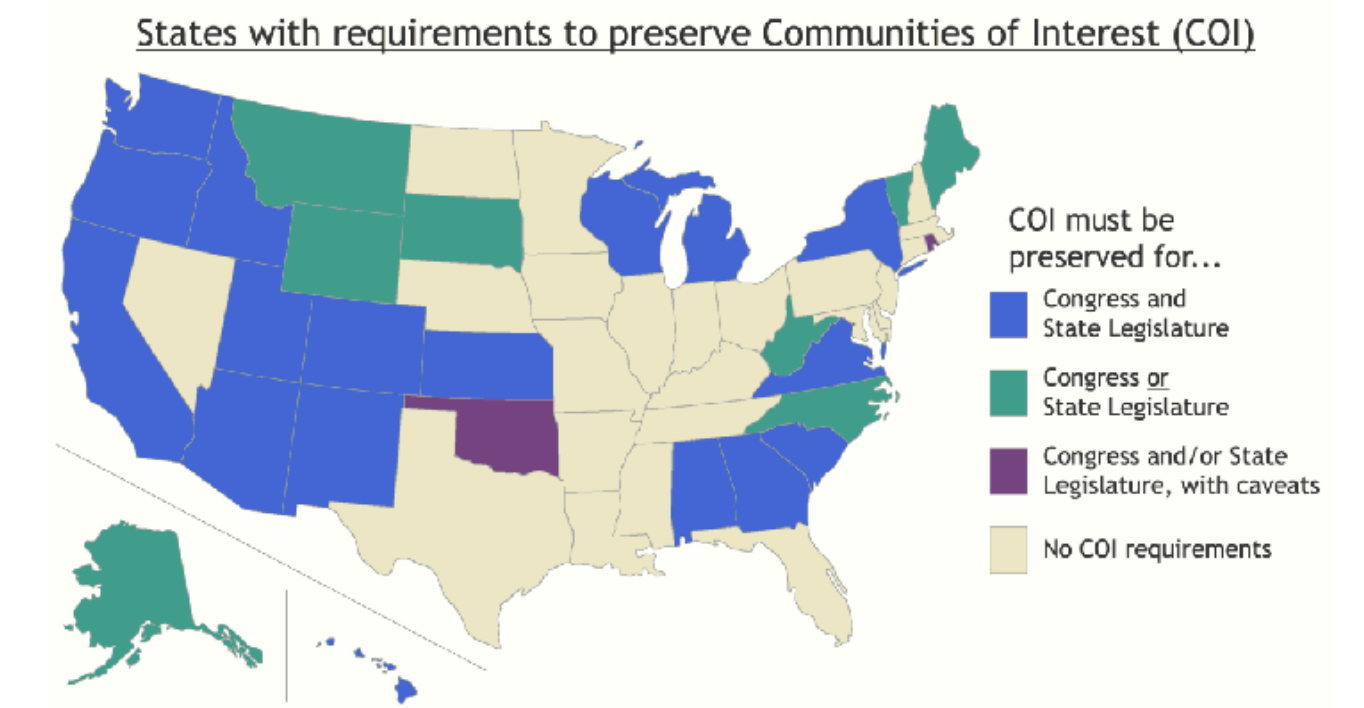 States with requirements to preserve Communities of Interest (COI)
COI must be
preserved for...
Congress and
State Legislature
Congress or
State Legislature
Congress and/or State
Legislature, with caveats
No COI requirements